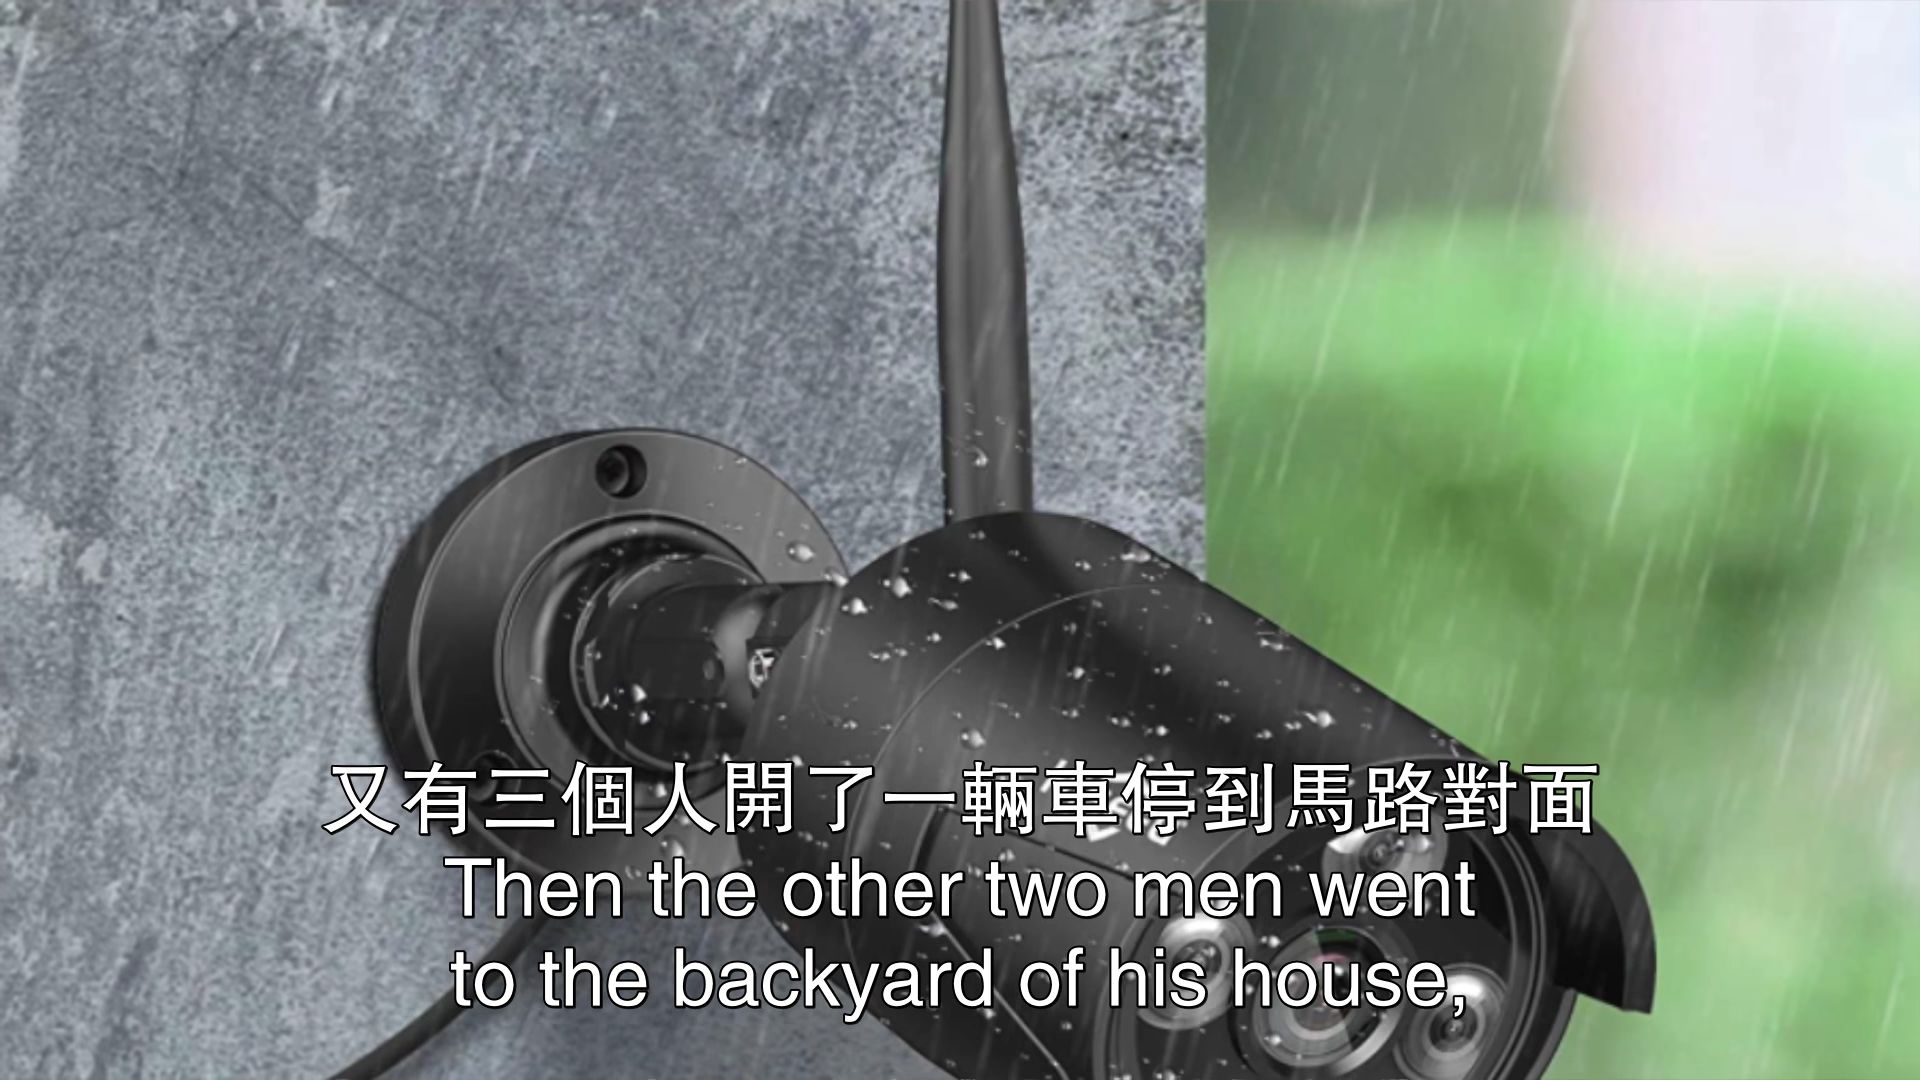 又有三個人開了一輛車停到馬路對面
Then the other two men went
to the backyard of his house,